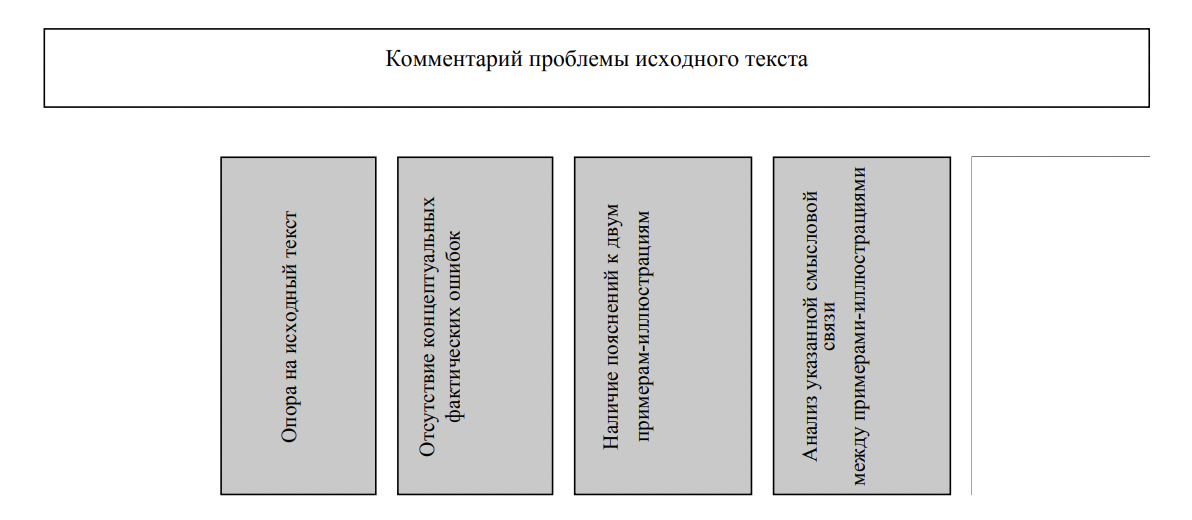 Комментарий проблемы исходного текста
Опора на исходный текст
Отсутствие концептуальных
фактических ошибок
Наличие пояснений к двум
примерам-иллюстрациям
Анализ указанной смысловой
связи
между примерами-иллюстрациями